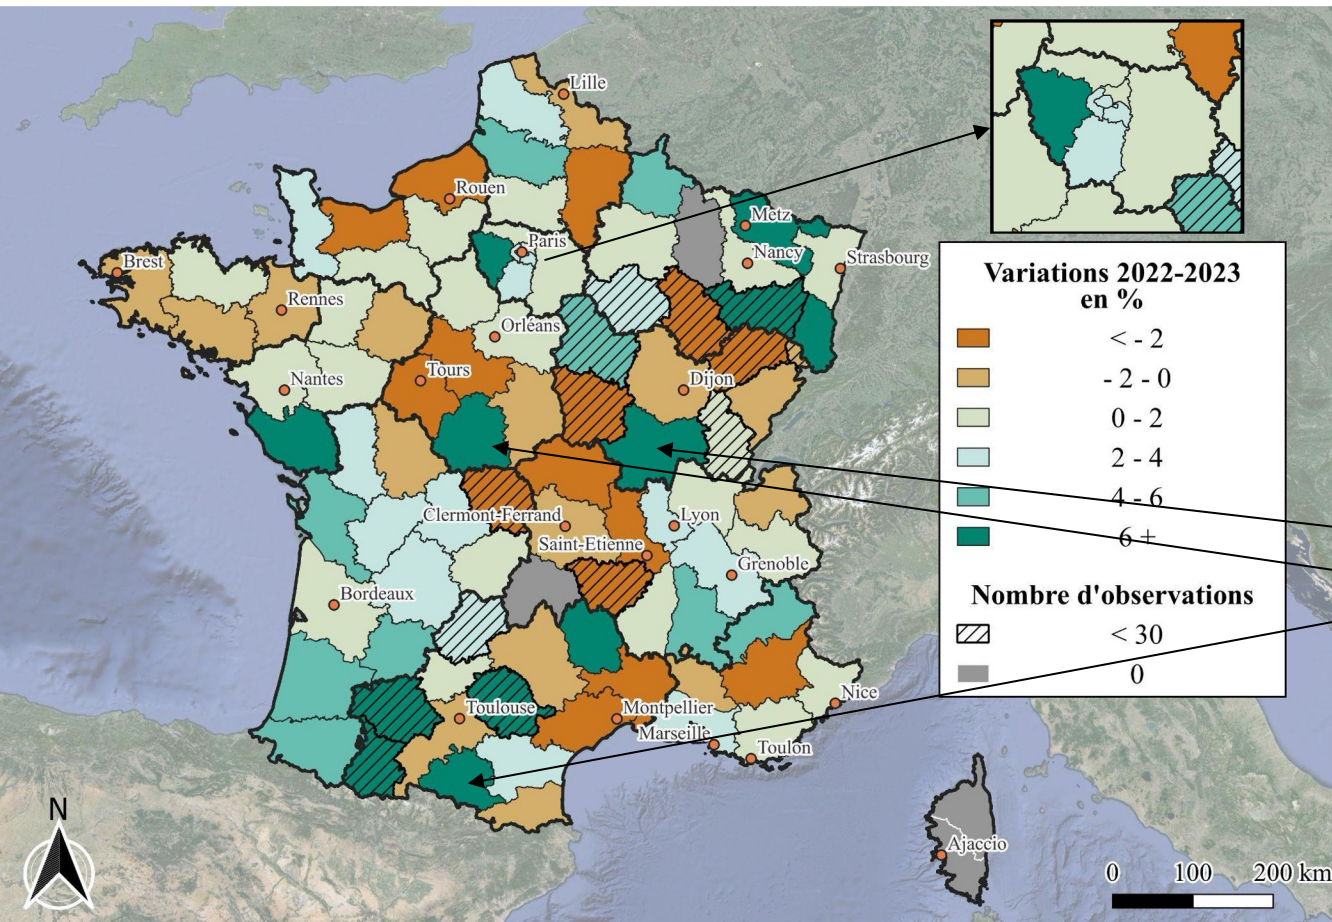 Lille
Rouen
Metz
Paris
Nancy
Strasbourg
Brest
Rennes
Orléans
Nantes
Tours
Dijon
Clermont-Ferrand
Lyon
Saint-Etienne
Grenoble
Bordeaux
Toulouse
Montpellier
Nice
Marseille
Toulon
Ajaccio
Variations 2022-2023
en %
< - 2
- 2 - 0
0 - 2
2 - 4
4 - 6
6 +
Nombre d'observations
< 30
0
N
0 100 200 km